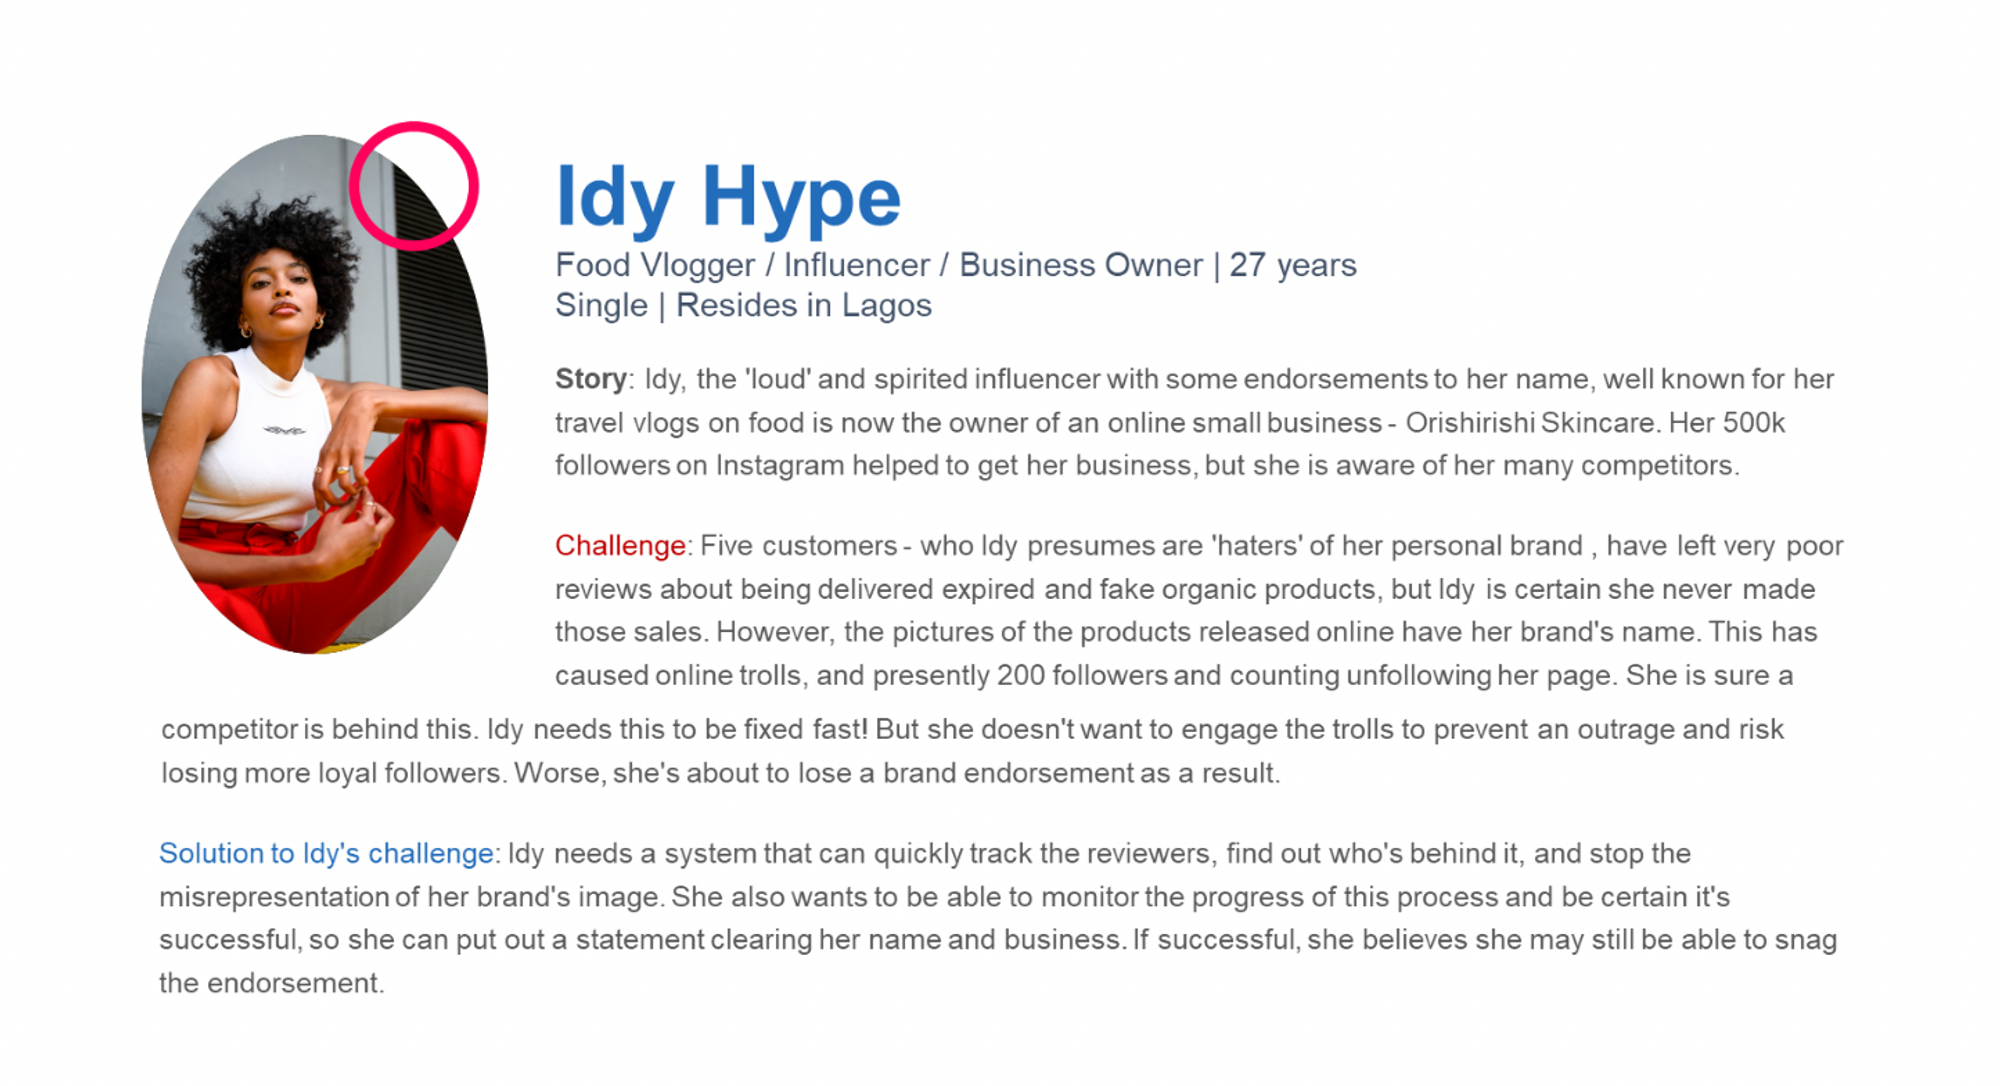 Idy Hype
Food Vlogger / Influencer / Business Owner | 27 years
Single | Resides in Lagos
Story: Idy, the 'loud' and spirited influencer with some endorsements to her name, well known for her
travel vlogs on food is now the owner of an online small business - Orishirishi Skincare. Her 500k
followers on Instagram helped to get her business, but she is aware of her many competitors.
Challenge: Five customers - who Idy presumes are 'haters' of her personal brand , have left very poor
reviews about being delivered expired and fake organic products, but Idy is certain she never made
those sales. However, the pictures of the products released online have her brand's name. This has
caused online trolls, and presently 200 followers and counting unfollowing her page. She is sure a
competitor is behind this. Idy needs this to be fixed fast! But she doesn't want to engage the trolls to prevent an outrage and risk
losing more loyal followers. Worse, she's about to lose a brand endorsement as a result.
Solution to Idy's challenge: Idy needs a system that can quickly track the reviewers, find out who's behind it, and stop the
misrepresentation of her brand's image. She also wants to be able to monitor the progress of this process and be certain it's
successful, so she can put out a statement clearing her name and business. If successful, she believes she may still be able to snag
the endorsement.